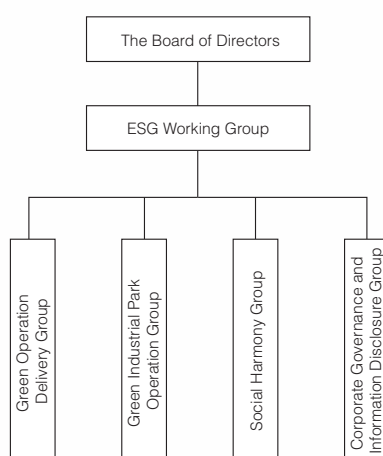 The Board of Directors
ESG Working Group
Green Operation
Delivery Group
Green Industrial Park
Operation Group
Social Harmony Group
Corporate Governance and
Information Disclosure Group